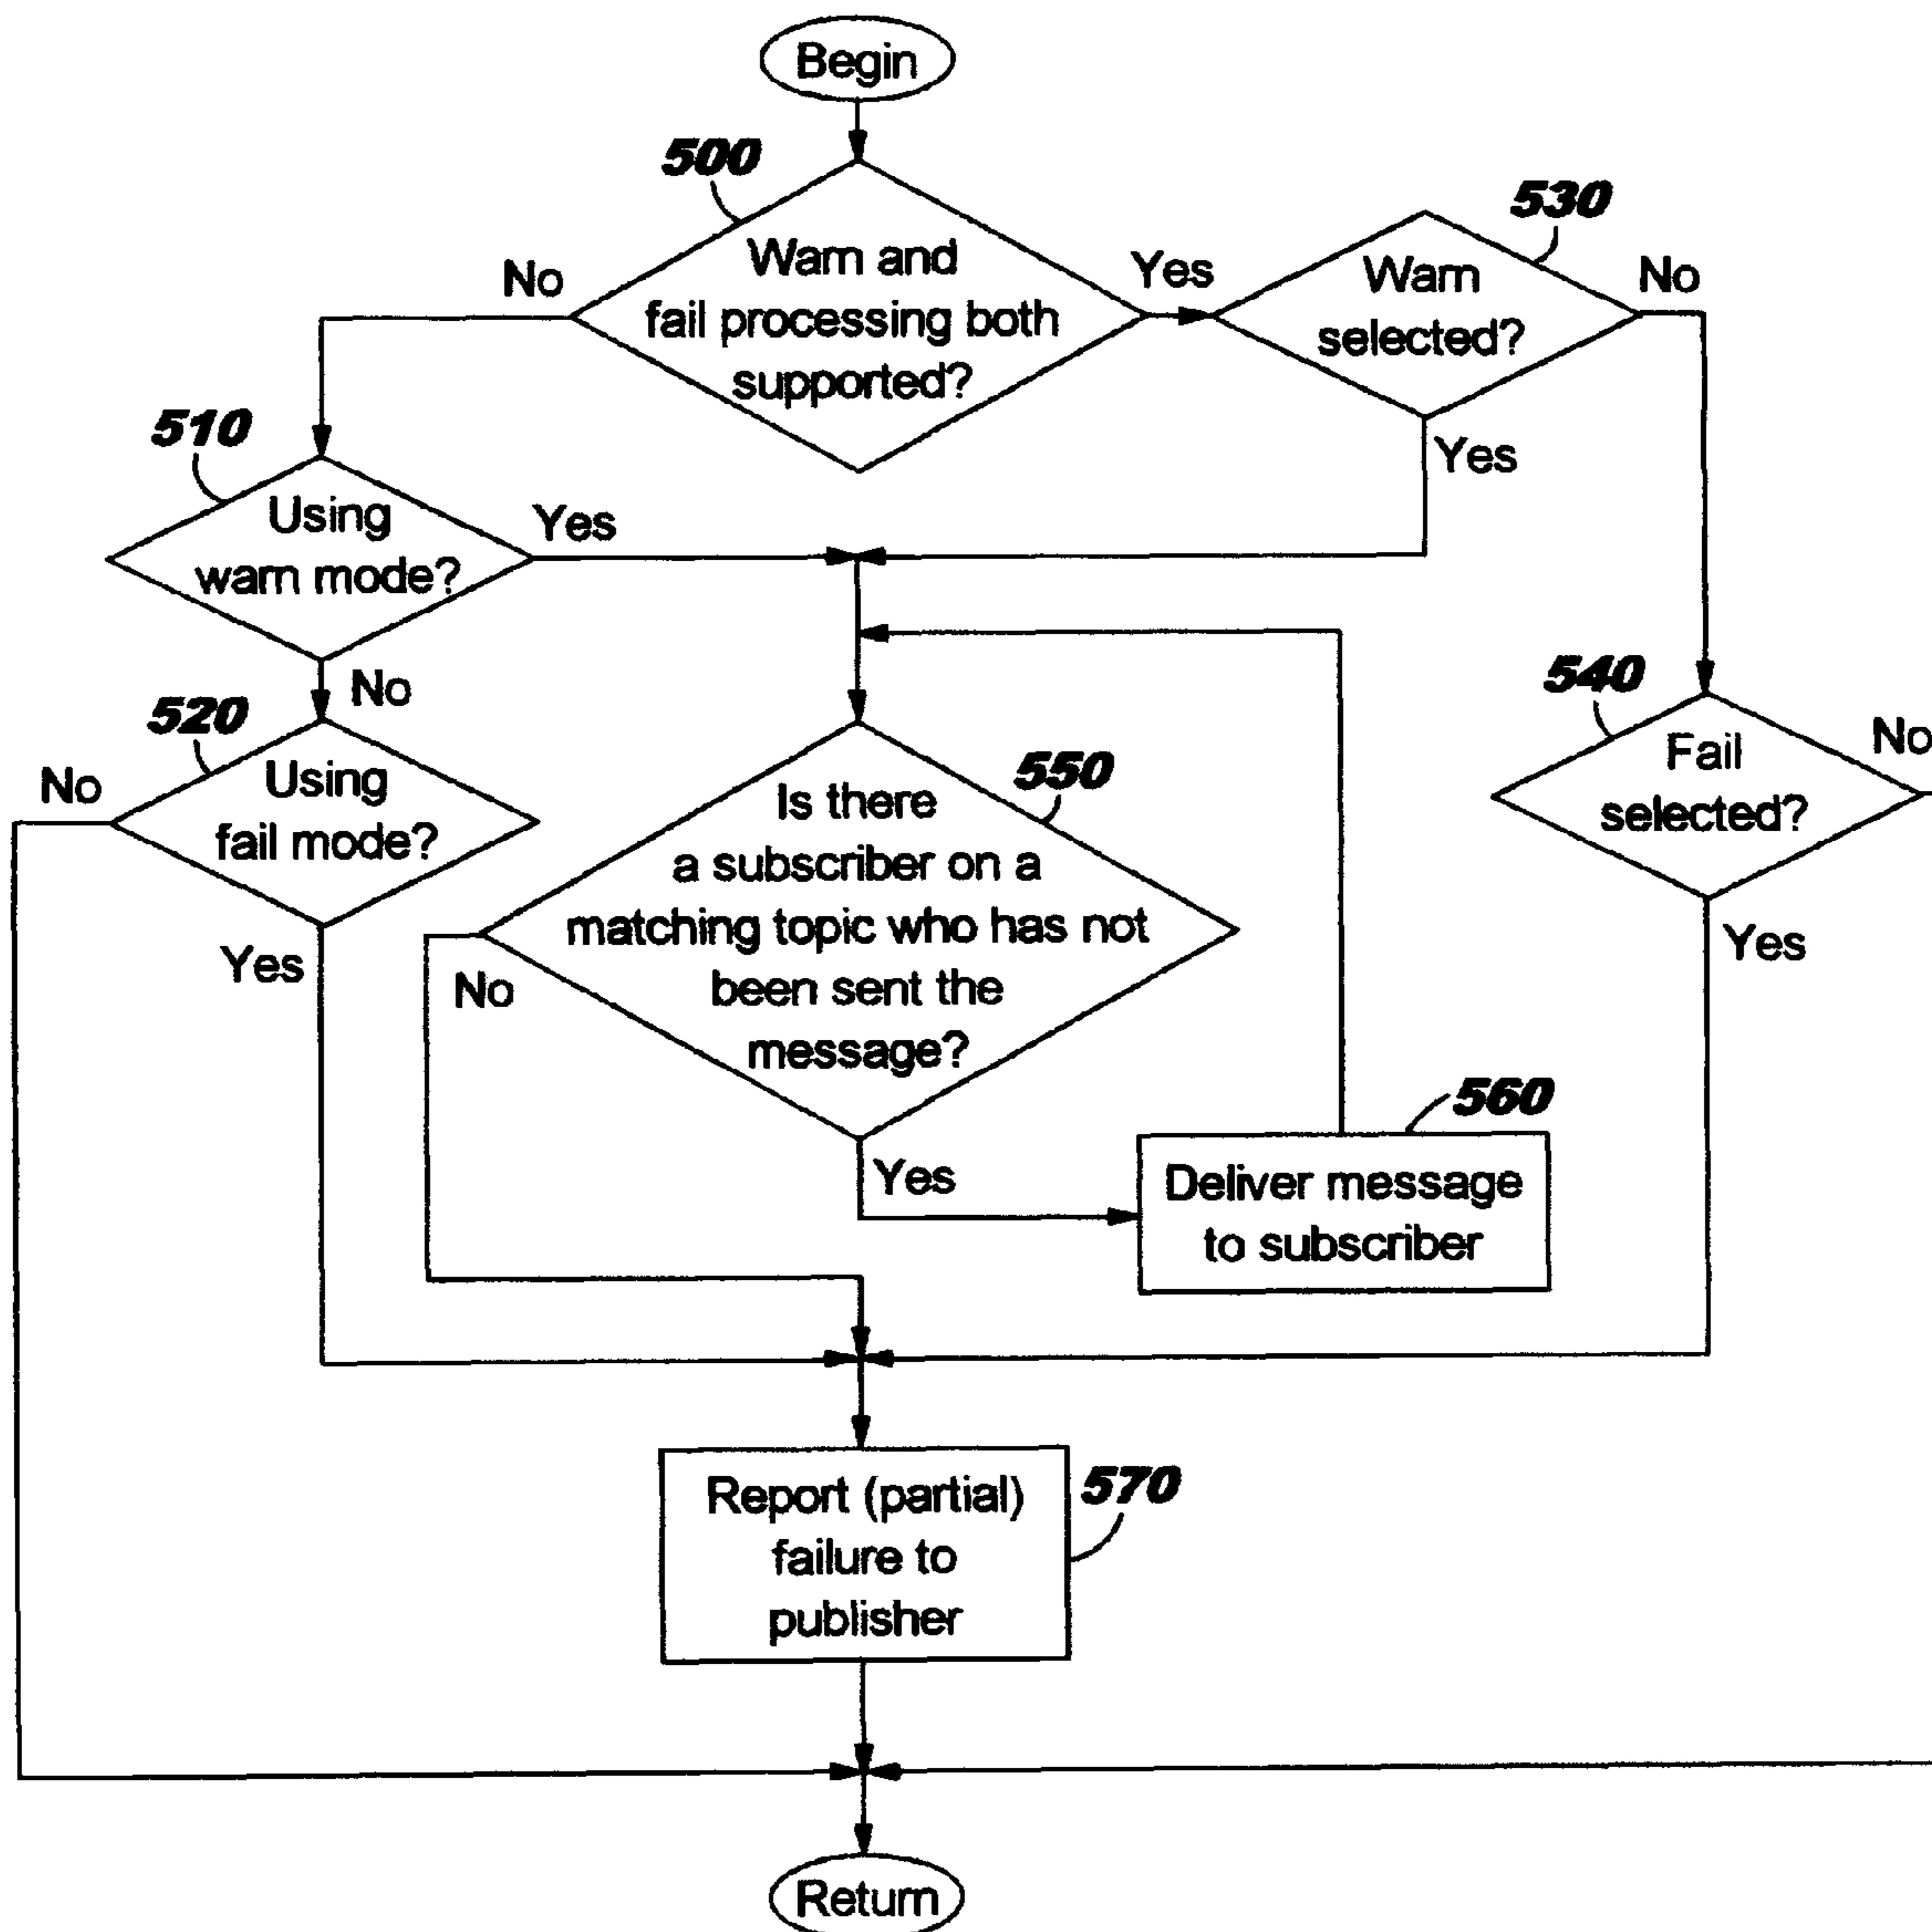 Begin
500
Warn and
fail processing both
supported?
No
Yes
530
Warn
selected?
No
Yes
510
Using
warn mode?
Yes
No
520
Using
fail mode?
No
Yes
540
Fail
selected?
No
Yes
550
Is there
a subscriber on a
matching topic who has not
been sent the
message?
No
Yes
560
Deliver message
to subscriber
Report (partial)
failure to
publisher
570
Return